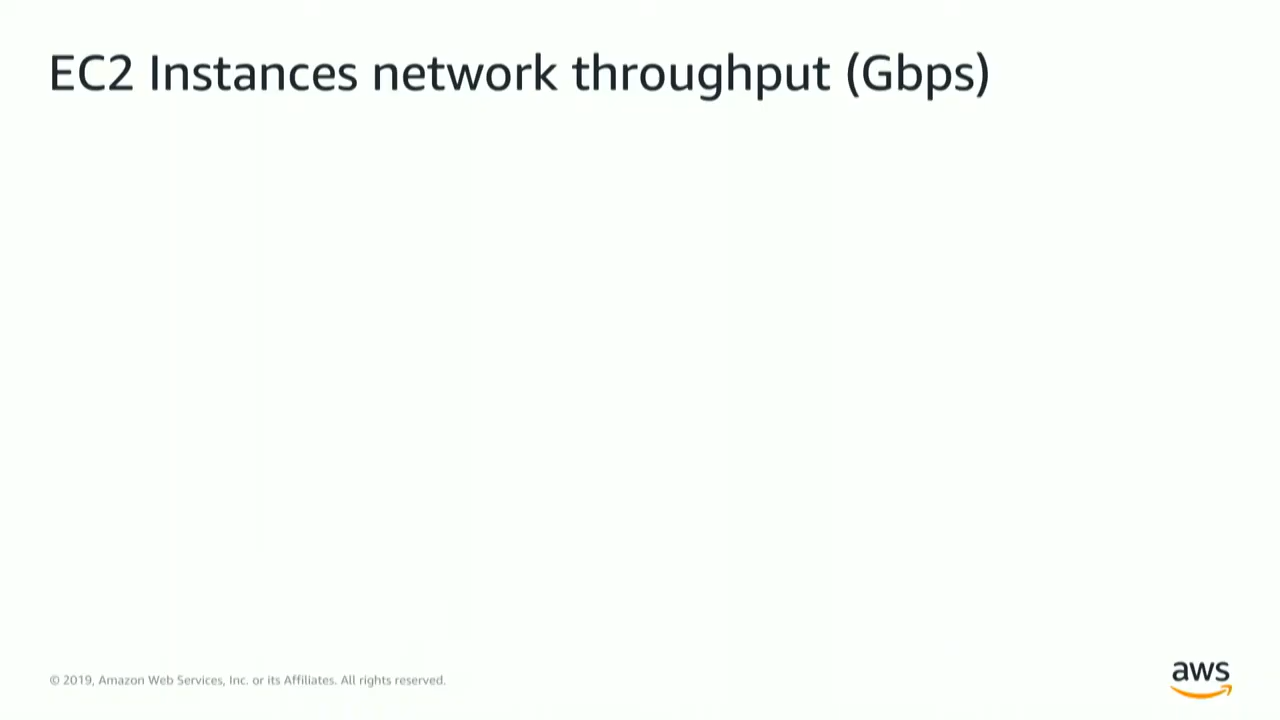 EC2 Instances network throughput (Gbps)
© 2019, Amazon Web Services, Inc. or its Affiliates. All rights reserved.
aws